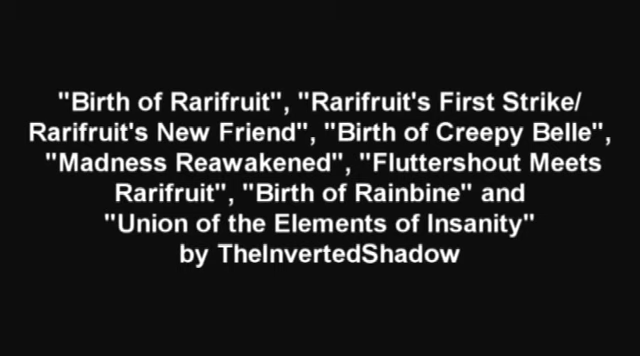 "Birth of Rarifruit", "Rarifruit's First Strike/
Rarifruit's New Friend", "Birth of Creepy Belle",
"Madness Reawakened", "Fluttershout Meets
Rarifruit", "Birth of Rainbine" and
"Union of the Elements of Insanity"
by TheInvertedShadow